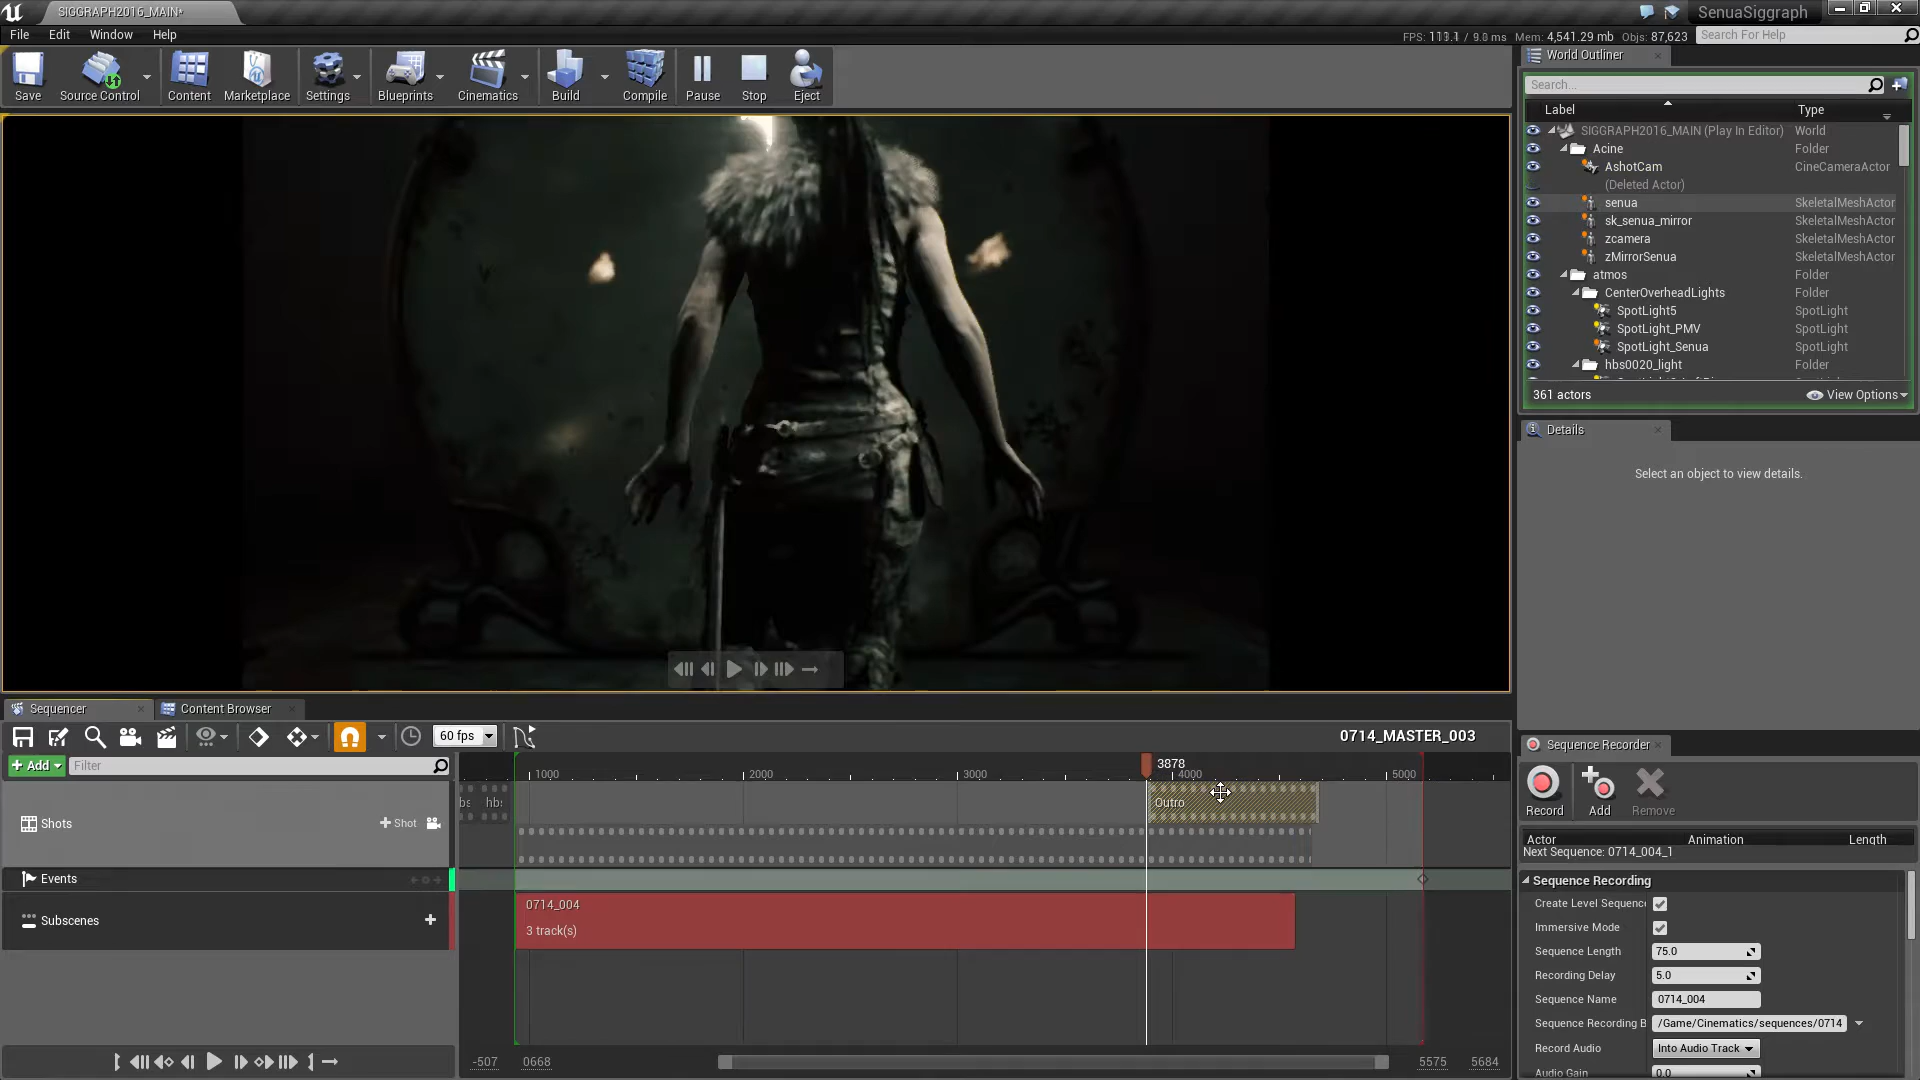 SIGGRAPH2016_MAIN*
SenuaSiggraph
File Edit Window Help
FPS: 111.1 / 9.0 ms Mem: 4,541.29 mb Objs: 87,623
Search For Help
Save Source Control Content Marketplace Settings Blueprints Cinematics Build Compile Pause Stop Eject
World Outliner
Search...
Label Type
SIGGRAPH2016_MAIN (Play In Editor) World
Acine Folder
AshotCam CineCameraActor
(Deleted Actor)
senua SkeletalMeshActor
sk_senua_mirror SkeletalMeshActor
zcamera SkeletalMeshActor
zMirrorSenua SkeletalMeshActor
atmos Folder
CenterOverheadLights Folder
SpotLight5 SpotLight
SpotLight_PMV SpotLight
SpotLight_Senua SpotLight
hbs0020_light Folder
361 actors View Options
Details
Select an object to view details.
Sequencer Content Browser
60 fps 0714_MASTER_003
Add Filter
1000 2000 3000 3878 4000 5000
bs hb: Outro
Shots + Shot
Events
Subscenes
0714_004
3 track(s)
-507 0668 5575 5684
Sequence Recorder
Record Add Remove
Actor Animation Length
Next Sequence: 0714_004_1
Sequence Recording
Create Level Sequenc
Immersive Mode
Sequence Length 75.0
Recording Delay 5.0
Sequence Name 0714_004
Sequence Recording B /Game/Cinematics/sequences/0714
Record Audio Into Audio Track
Audio Gain 0.0